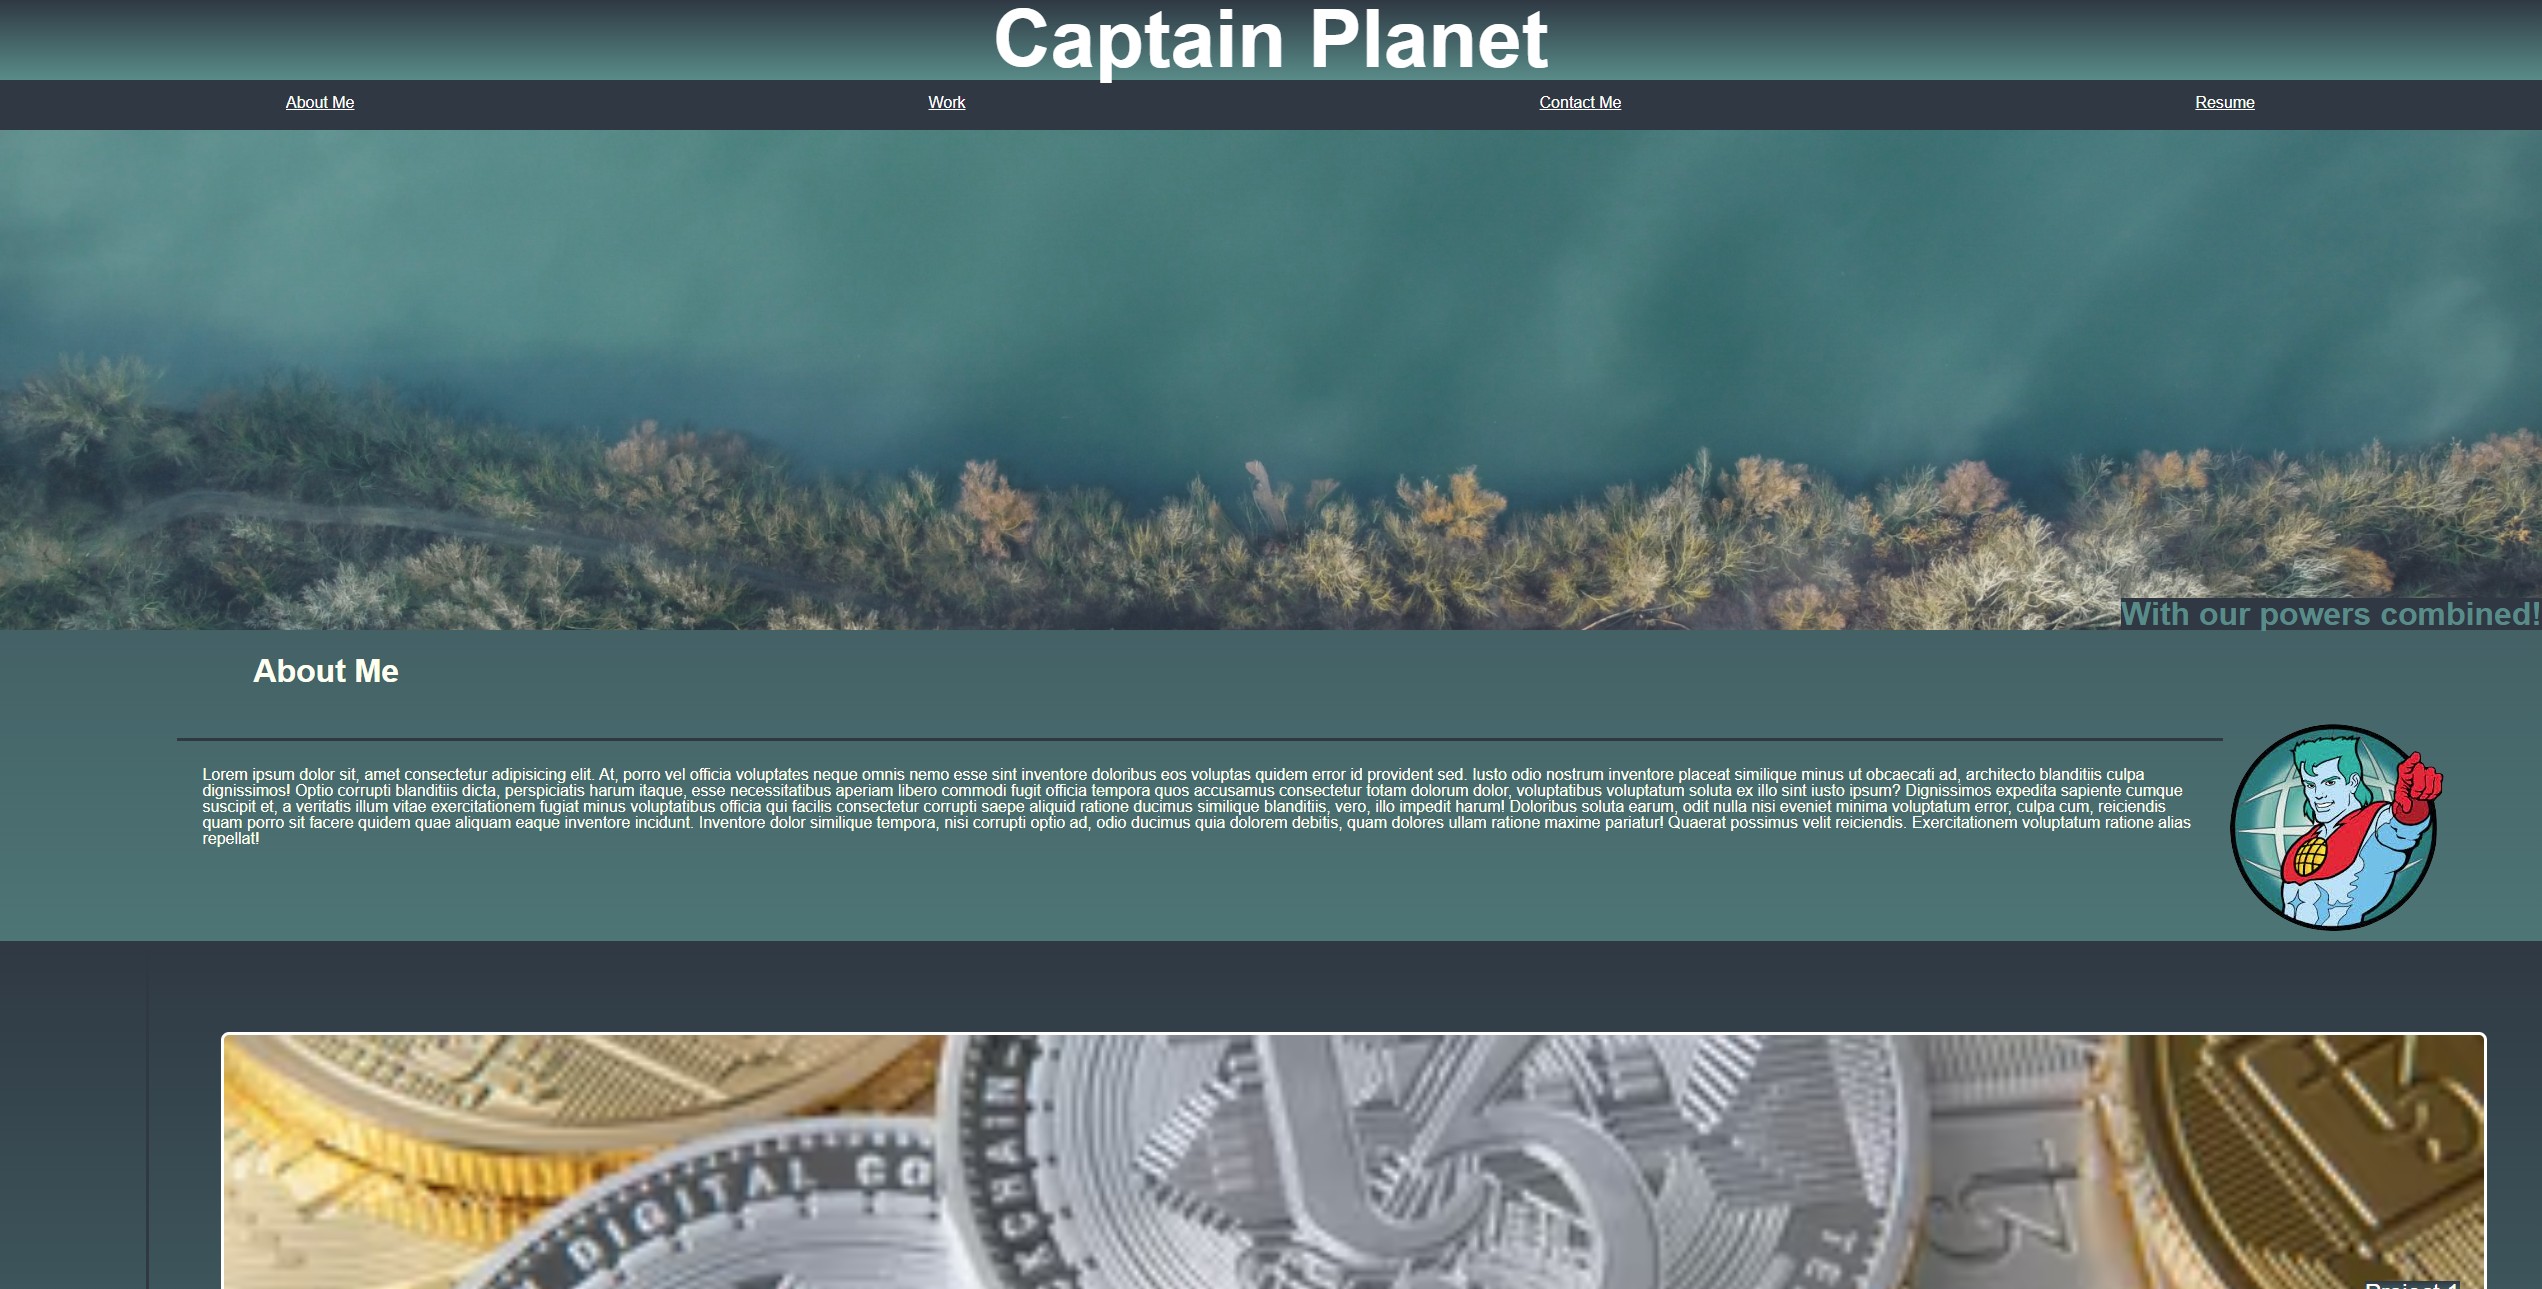 Captain Planet
About Me
Work
Contact Me
Resume
With our powers combined!
About Me
Lorem ipsum dolor sit, amet consectetur adipisicing elit. At, porro vel officia voluptates neque omnis nemo esse sint inventore doloribus eos voluptas quidem error id provident sed. Iusto odio nostrum inventore placeat similique minus ut obcaecati ad, architecto blanditiis culpa
dignissimos! Optio corrupti blanditiis dicta, perspiciatis harum itaque, esse necessitatibus aperiam libero commodi fugit officia tempora quos accusamus consectetur totam dolorum dolor, voluptatibus voluptatum soluta ex illo sint iusto ipsum? Dignissimos expedita sapiente cumque
suscipit et, a veritatis illum vitae exercitationem fugiat minus voluptatibus officia qui facilis consectetur corrupti saepe aliquid ratione ducimus similique blanditiis, vero, illo impedit harum! Doloribus soluta earum, odit nulla nisi eveniet minima voluptatum error, culpa cum, reiciendis
quam porro sit facere quidem quae aliquam eaque inventore incidunt. Inventore dolor similique tempora, nisi corrupti optio ad, odio ducimus quia dolorem debitis, quam dolores ullam ratione maxime pariatur! Quaerat possimus velit reiciendis. Exercitationem voluptatum ratione alias
repellat!
DIGITAL CO
Project 1